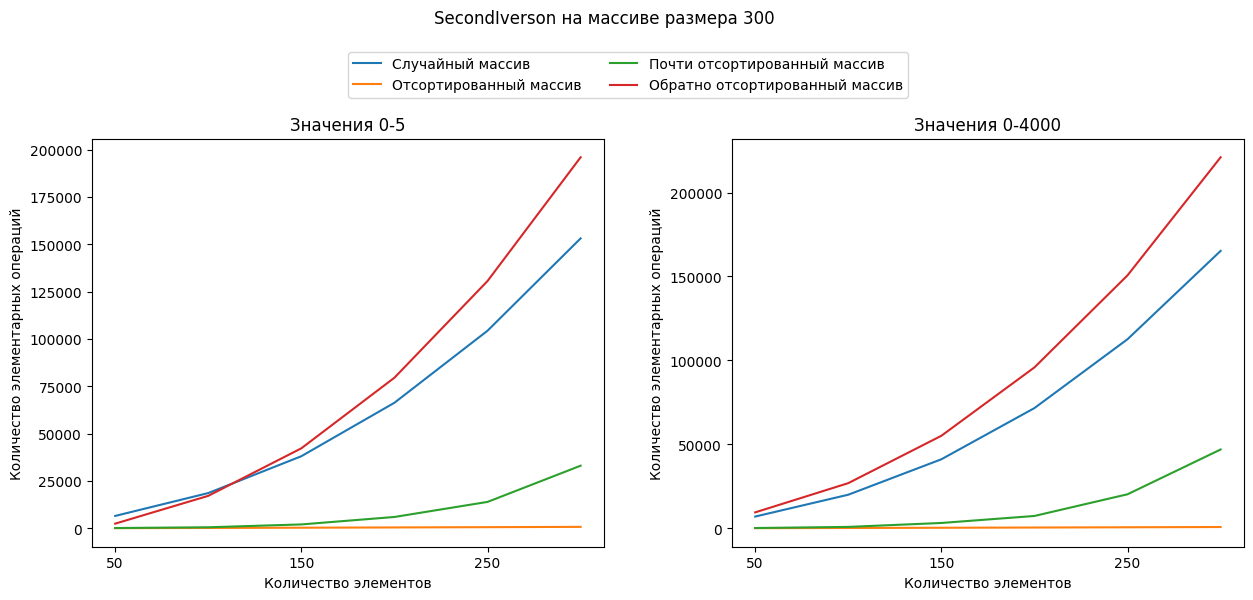 SecondIverson на массиве размера 300
Случайный массив
Отсортированный массив
Почти отсортированный массив
Обратно отсортированный массив
Значения 0-5
200000
175000
150000
125000
100000
75000
50000
25000
0
Количество элементарных операций
50
150
250
Количество элементов
Значения 0-4000
200000
150000
100000
50000
0
Количество элементарных операций
50
150
250
Количество элементов